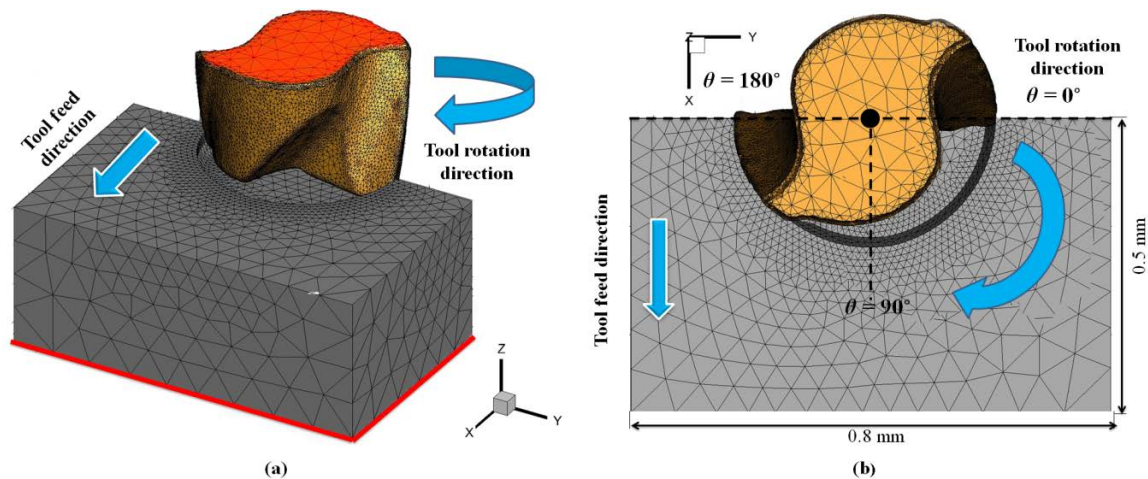 Tool feed
direction
Tool rotation
direction
Z
X
Y
(a)
Z
Y
X
θ = 180°
Tool rotation
direction
θ = 0°
Tool feed direction
θ = 90°
0.5 mm
0.8 mm
(b)